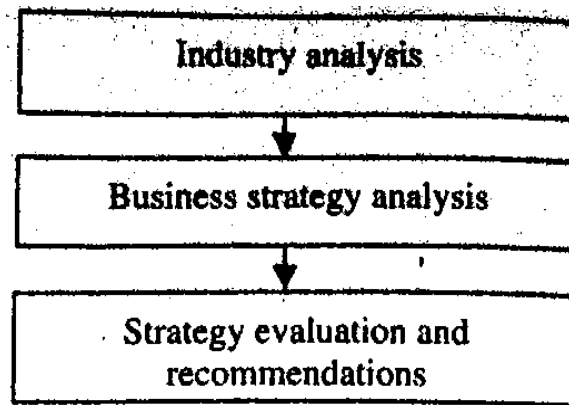 Industry analysis
Business strategy analysis
Strategy evaluation and
recommendations